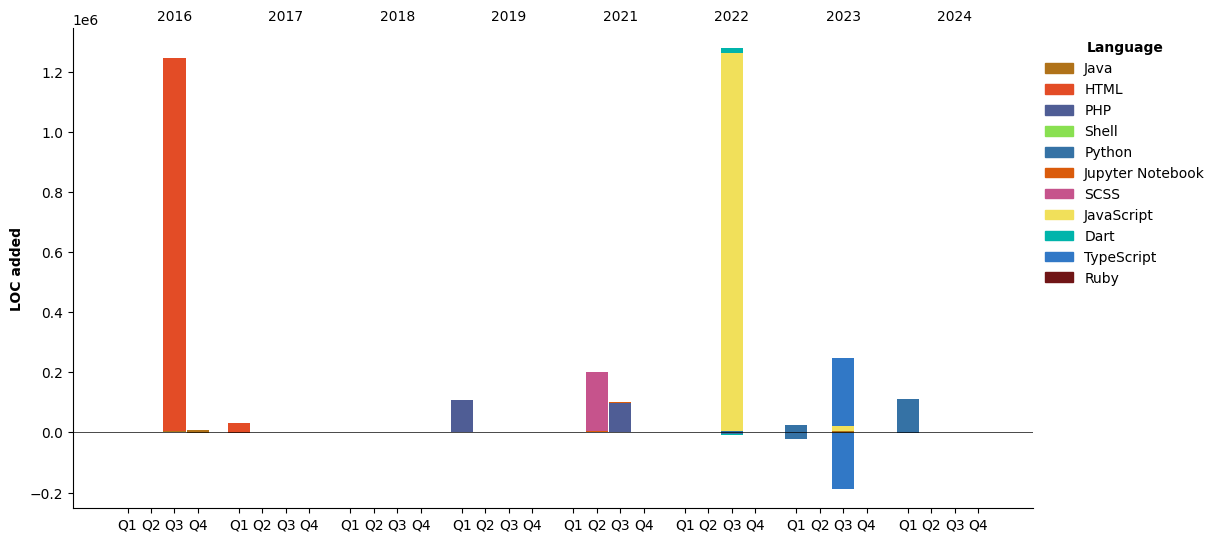 1e6
2016 2017 2018 2019 2021 2022 2023 2024
LOC added
1.2
1.0
0.8
0.6
0.4
0.2
0.0
−0.2
Q1 Q2 Q3 Q4 Q1 Q2 Q3 Q4 Q1 Q2 Q3 Q4 Q1 Q2 Q3 Q4 Q1 Q2 Q3 Q4 Q1 Q2 Q3 Q4 Q1 Q2 Q3 Q4 Q1 Q2 Q3 Q4
Language
Java
HTML
PHP
Shell
Python
Jupyter Notebook
SCSS
JavaScript
Dart
TypeScript
Ruby